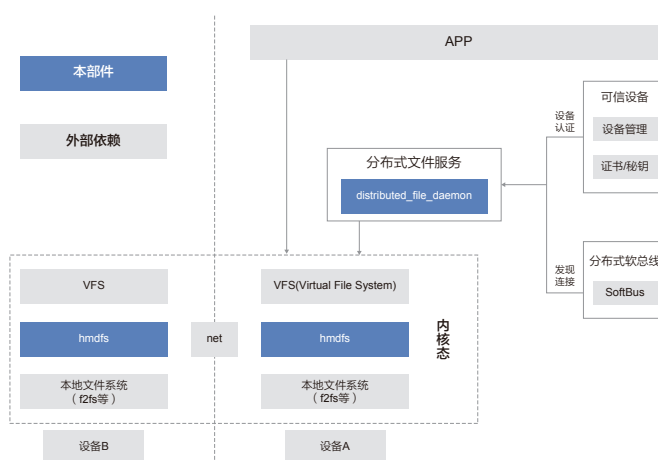 APP
本部件
外部依赖
可信设备
设备管理
证书/秘钥
设备
认证
分布式文件服务
distributed_file_daemon
分布式软总线
SoftBus
发现
连接
VFS
VFS(Virtual File System)
hmdfs
net
hmdfs
内核态
本地文件系统
（f2fs等）
本地文件系统
（f2fs等）
设备B
设备A